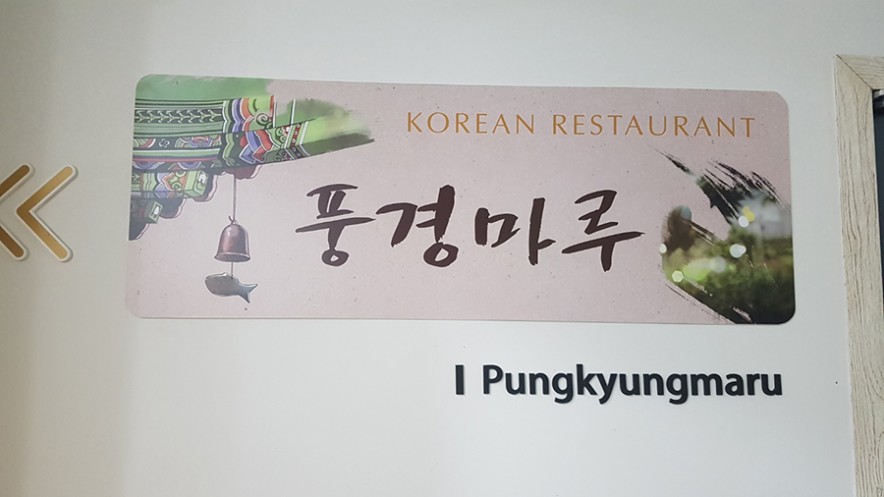 KOREAN RESTAURANT
풍경마루
| Pungkyungmaru